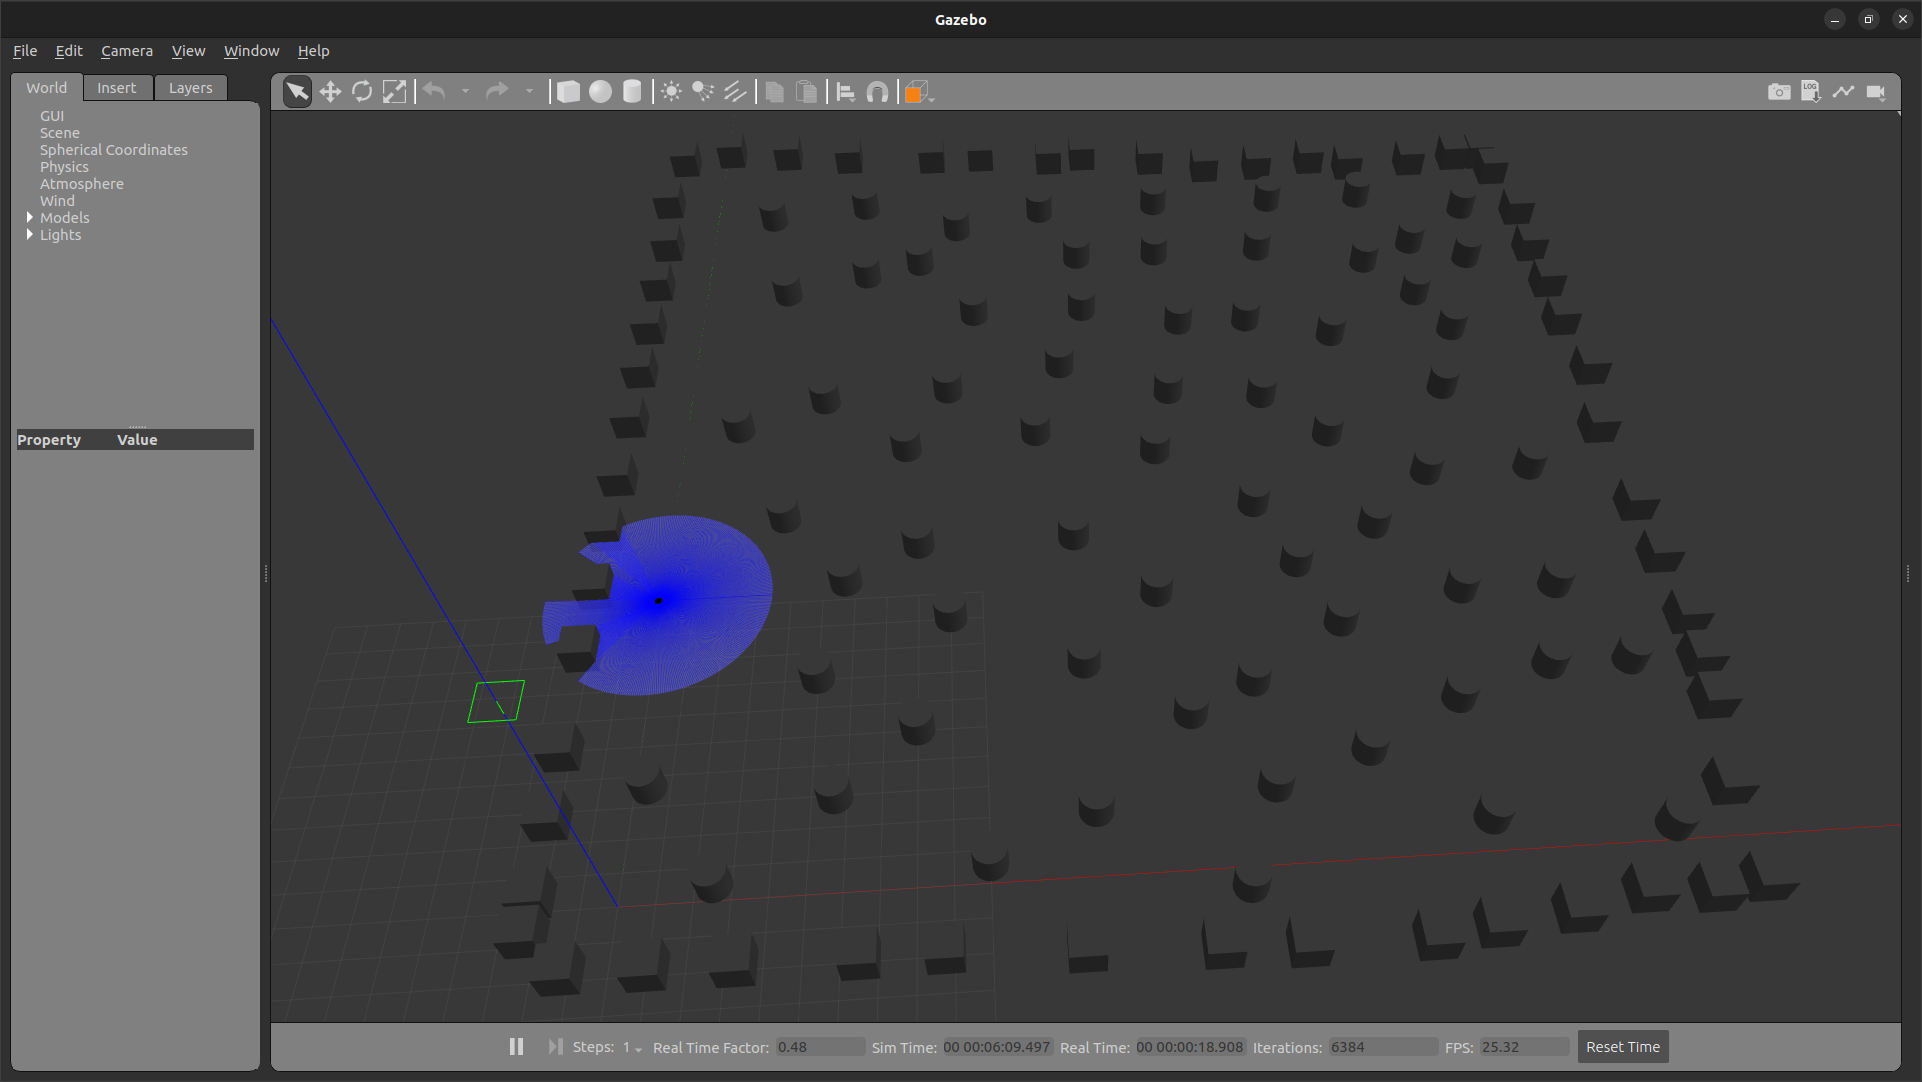 Gazebo
File Edit Camera View Window Help
World Insert Layers
LOG
GUI
Scene
Spherical Coordinates
Physics
Atmosphere
Wind
Models
Lights
Property Value
Steps: 1 Real Time Factor: 0.48 Sim Time: 00 00:06:09.497 Real Time: 00 00:00:18.908 Iterations: 6384 FPS: 25.32 Reset Time